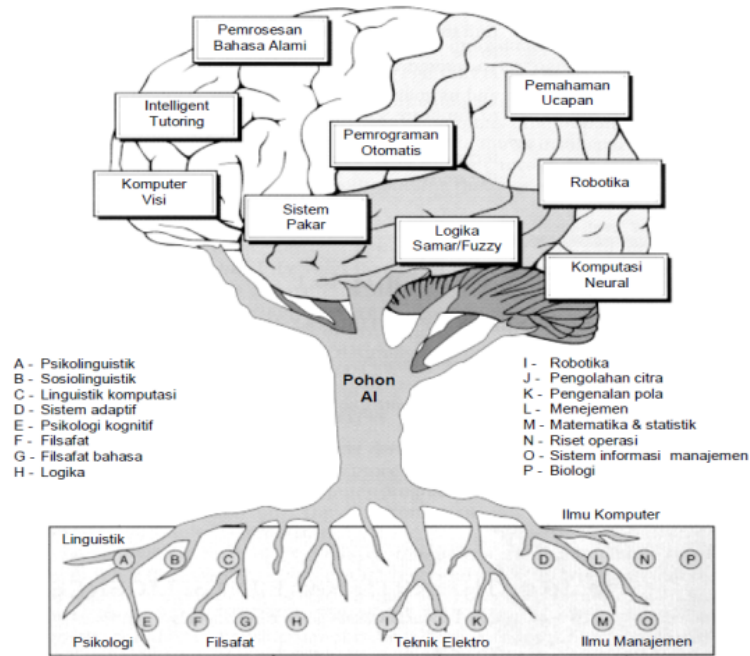 Pemrosesan
Bahasa Alami
Pemahaman
Ucapan
Intelligent
Tutoring
Pemrograman
Otomatis
Komputer
Visi
Robotika
Sistem
Pakar
Logika
Samar/Fuzzy
Komputasi
Neural
Pohon
AI
A - Psikolinguistik
B - Sosiolinguistik
C - Linguistik komputasi
D - Sistem adaptif
E - Psikologi kognitif
F - Filsafat
G - Filsafat bahasa
H - Logika
I - Robotika
J - Pengolahan citra
K - Pengenalan pola
L - Menejemen
M - Matematika & statistik
N - Riset operasi
O - Sistem informasi manajemen
P - Biologi
Ilmu Komputer
Linguistik
A B C D L N P
E F G H I J K M O
Psikologi Filsafat Teknik Elektro Ilmu Manajemen